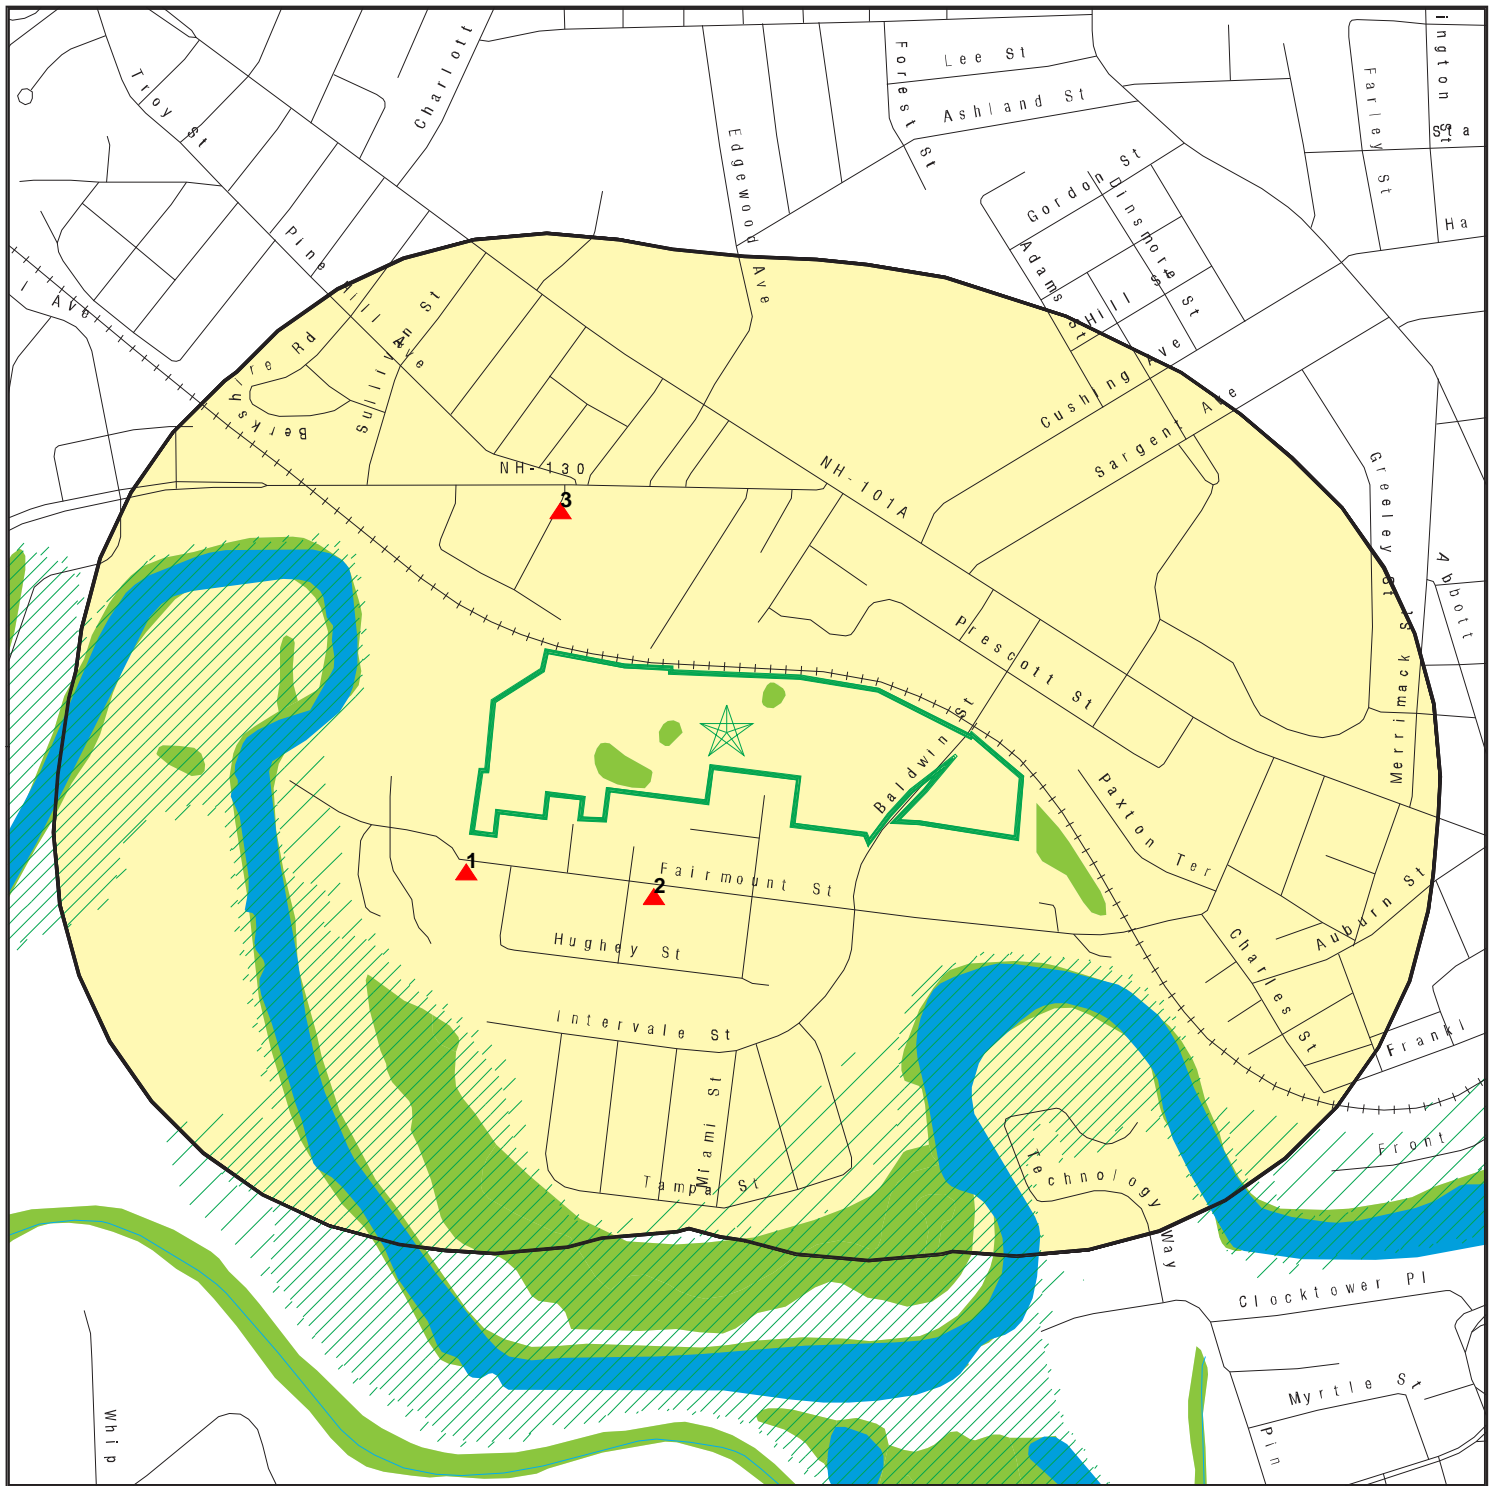 Charlott
Forest St
Lee St
Ashland St
ington St
Farley St
Sta
Troy St
Edgewood Ave
Gordon St
Dinsmore St
Adams St
Hill St
Ha
Pine Hill Ave
l Ave
Berkshire Rd
Sullivan St
Cushing Ave
Sargent Ave
NH-130
NH-101A
3
Greeley St
Abbott
Merrimack St
Prescott St
Baldwin St
Paxton Ter
1
2
Fairmount St
Hughey St
Auburn St
Charles St
Intervale St
Frankl
Miami St
Tampa St
Technology Way
Front
Clocktower Pl
Myrtle St
Pin
Whip